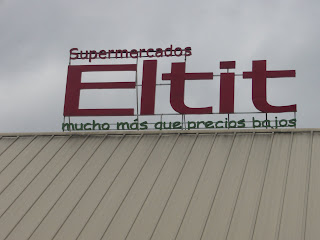 Supermercados
Eltit
mucho más que precios bajos